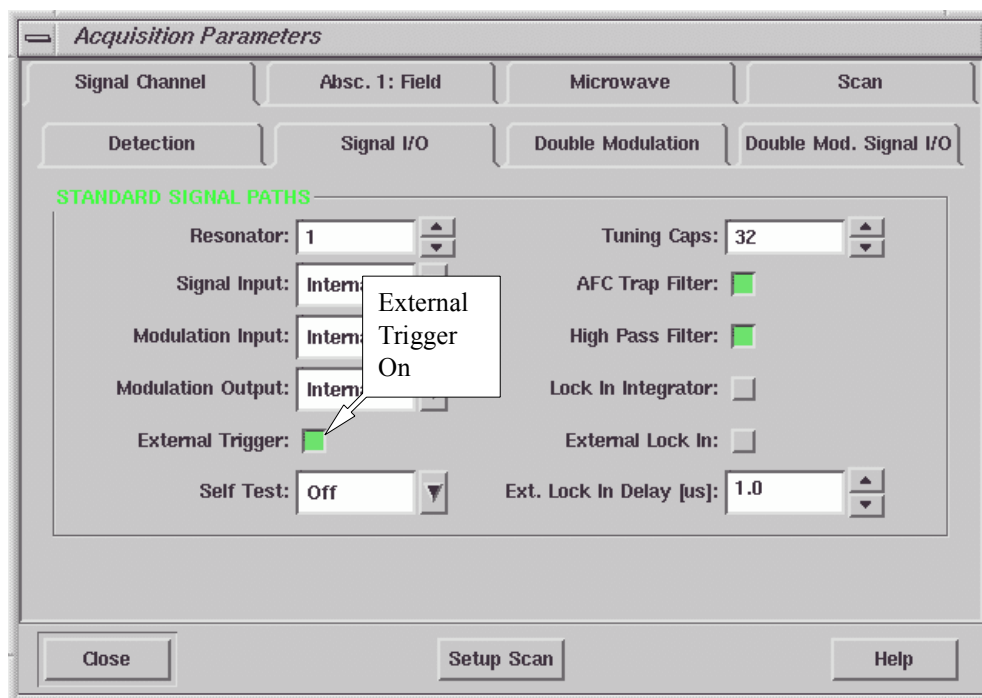 Acquisition Parameters
Signal Channel
Absc. 1: Field
Microwave
Scan
Detection
Signal I/O
Double Modulation
Double Mod. Signal I/O
STANDARD SIGNAL PATHS
Resonator: 1
Tuning Caps: 32
Signal Input: Interna
AFC Trap Filter:
Modulation Input: Interna
High Pass Filter:
Modulation Output: Interna
Lock In Integrator:
External Trigger:
External Lock In:
Self Test: Off
Ext. Lock In Delay [us]: 1.0
External
Trigger
On
Close
Setup Scan
Help